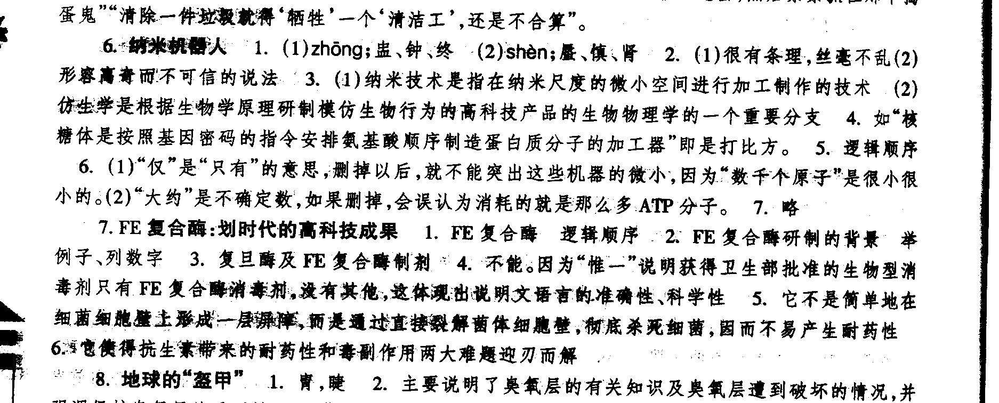 蛋鬼”“清除一件垃圾就得‘牺牲’一个‘清洁工’,还是不合算”。
6. 纳米机器人 1. (1)zhōng;盅、钟、终 (2)shèn;蜃、慎、肾 2. (1)很有条理,丝毫不乱(2)
形容离奇而不可信的说法 3. (1)纳米技术是指在纳米尺度的微小空间进行加工制作的技术 (2)
仿生学是根据生物学原理研制模仿生物行为的高科技产品的生物物理学的一个重要分支 4. 如“核
糖体是按照基因密码的指令安排氨基酸顺序制造蛋白质分子的加工器”即是打比方。 5. 逻辑顺序
6. (1)“仅”是“只有”的意思,删掉以后,就不能突出这些机器的微小,因为“数千个原子”是很小很
小的。(2)“大约”是不确定数,如果删掉,会误认为消耗的就是那么多 ATP 分子。 7. 略
7. FE 复合酶:划时代的高科技成果 1. FE 复合酶 逻辑顺序 2. FE 复合酶研制的背景 举
例子、列数字 3. 复旦酶及 FE 复合酶制剂 4. 不能。因为“惟一”说明获得卫生部批准的生物型消
毒剂只有 FE 复合酶消毒剂,没有其他,这体现出说明文语言的准确性、科学性 5. 它不是简单地在
细菌细胞壁上形成一层屏障,而是通过直接裂解菌体细胞壁,彻底杀死细菌,因而不易产生耐药性
6. 它使得抗生素带来的耐药性和毒副作用两大难题迎刃而解
8. 地球的“盔甲” 1. 胄,睫 2. 主要说明了臭氧层的有关知识及臭氧层遭到破坏的情况,并